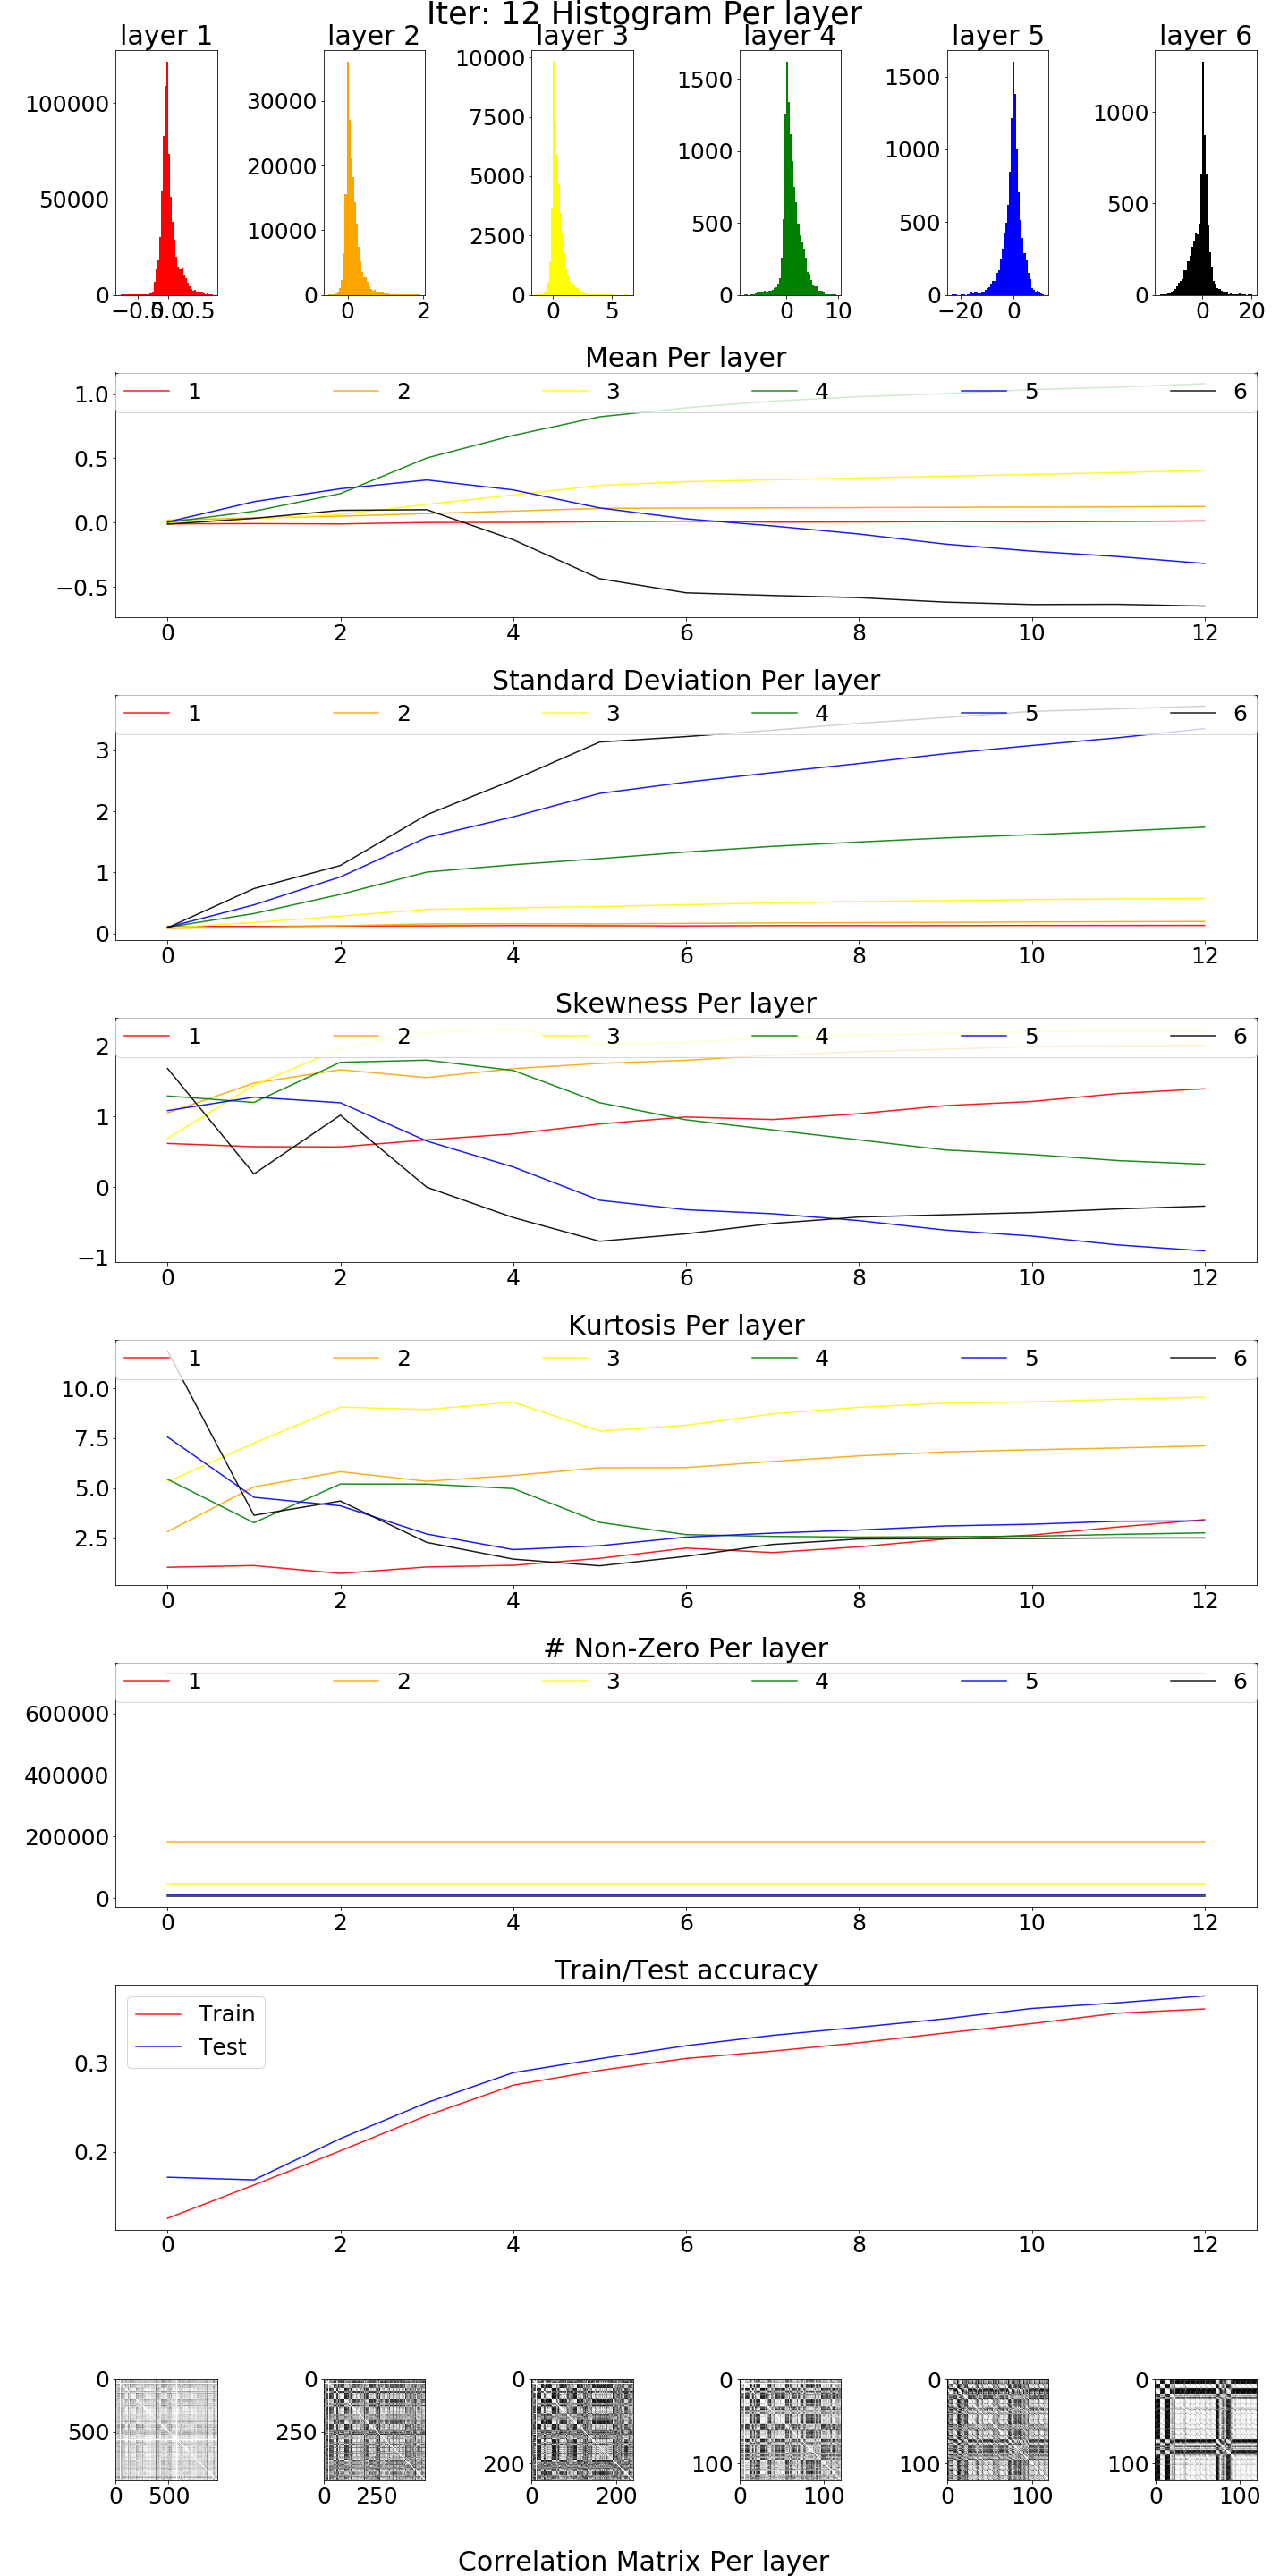 Iter: 12 Histogram Per layer
layer 1 layer 2 layer 3 layer 4 layer 5 layer 6
100000
50000
0
−0.5 0.0 0.5
30000
20000
10000
0
0 2
10000
7500
5000
2500
0
0 5
1500
1000
500
0
0 10
1500
1000
500
0
−20 0
1000
500
0
0 20
Mean Per layer
1 2 3 4 5 6
1.0
0.5
0.0
−0.5
0 2 4 6 8 10 12
Standard Deviation Per layer
1 2 3 4 5 6
3
2
1
0
0 2 4 6 8 10 12
Skewness Per layer
1 2 3 4 5 6
2
1
0
−1
0 2 4 6 8 10 12
Kurtosis Per layer
1 2 3 4 5 6
10.0
7.5
5.0
2.5
0 2 4 6 8 10 12
# Non-Zero Per layer
1 2 3 4 5 6
600000
400000
200000
0
0 2 4 6 8 10 12
Train/Test accuracy
Train
Test
0.3
0.2
0 2 4 6 8 10 12
0
500
0 500
0
250
0 250
0
200
0 200
0
100
0 100
0
100
0 100
0
100
0 100
Correlation Matrix Per layer